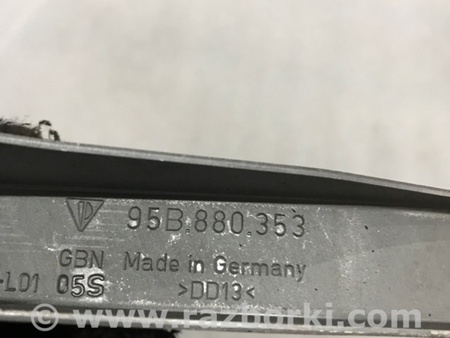 95B.880.353
GBN Made in Germany
-L01 05S >DD13<
www.razborki.com